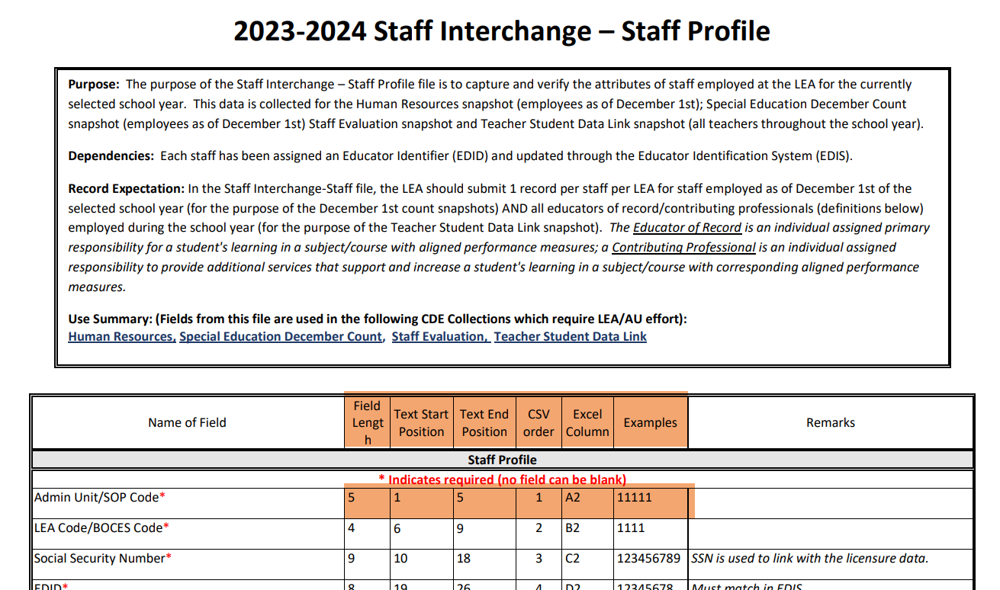 2023-2024 Staff Interchange – Staff Profile
Purpose: The purpose of the Staff Interchange – Staff Profile file is to capture and verify the attributes of staff employed at the LEA for the currently
selected school year. This data is collected for the Human Resources snapshot (employees as of December 1st); Special Education December Count
snapshot (employees as of December 1st) Staff Evaluation snapshot and Teacher Student Data Link snapshot (all teachers throughout the school year).
Dependencies: Each staff has been assigned an Educator Identifier (EDID) and updated through the Educator Identification System (EDIS).
Record Expectation: In the Staff Interchange-Staff file, the LEA should submit 1 record per staff per LEA for staff employed as of December 1st of the
selected school year (for the purpose of the December 1st count snapshots) AND all educators of record/contributing professionals (definitions below)
employed during the school year (for the purpose of the Teacher Student Data Link snapshot). The Educator of Record is an individual assigned primary
responsibility for a student's learning in a subject/course with aligned performance measures; a Contributing Professional is an individual assigned
responsibility to provide additional services that support and increase a student's learning in a subject/course with corresponding aligned performance
measures.
Use Summary: (Fields from this file are used in the following CDE Collections which require LEA/AU effort):
Human Resources, Special Education December Count, Staff Evaluation, Teacher Student Data Link
Name of Field
Field
Lengt
h
Text Start
Position
Text End
Position
CSV
order
Excel
Column
Examples
Remarks
Staff Profile
* Indicates required (no field can be blank)
Admin Unit/SOP Code* 5 1 5 1 A2 11111
LEA Code/BOCES Code* 4 6 9 2 B2 1111
Social Security Number* 9 10 18 3 C2 123456789 SSN is used to link with the licensure data.
EDID* 8 19 26 4 D2 12345678 Must match in EDIS